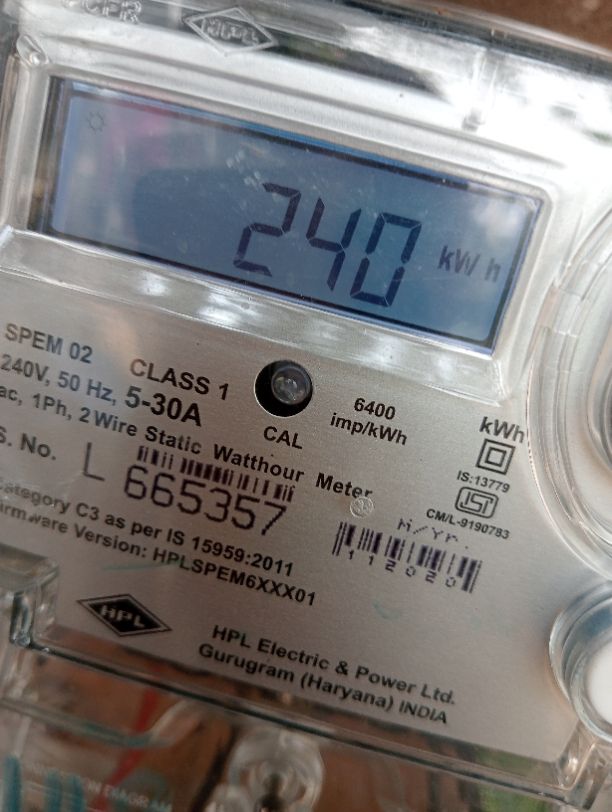 HPL
240 kWh
SPEM 02
CLASS 1
240V, 50 Hz, 5-30A
ac, 1Ph, 2 Wire Static Watthour Meter
CAL
6400
imp/kWh
kWh
IS:13779
CM/L-9190783
S. No. L 665357
M/Yr.
112020
Category C3 as per IS 15959:2011
Firmware Version: HPLSPEM6XXX01
HPL
HPL Electric & Power Ltd.
Gurugram (Haryana) INDIA
DIAGRAM